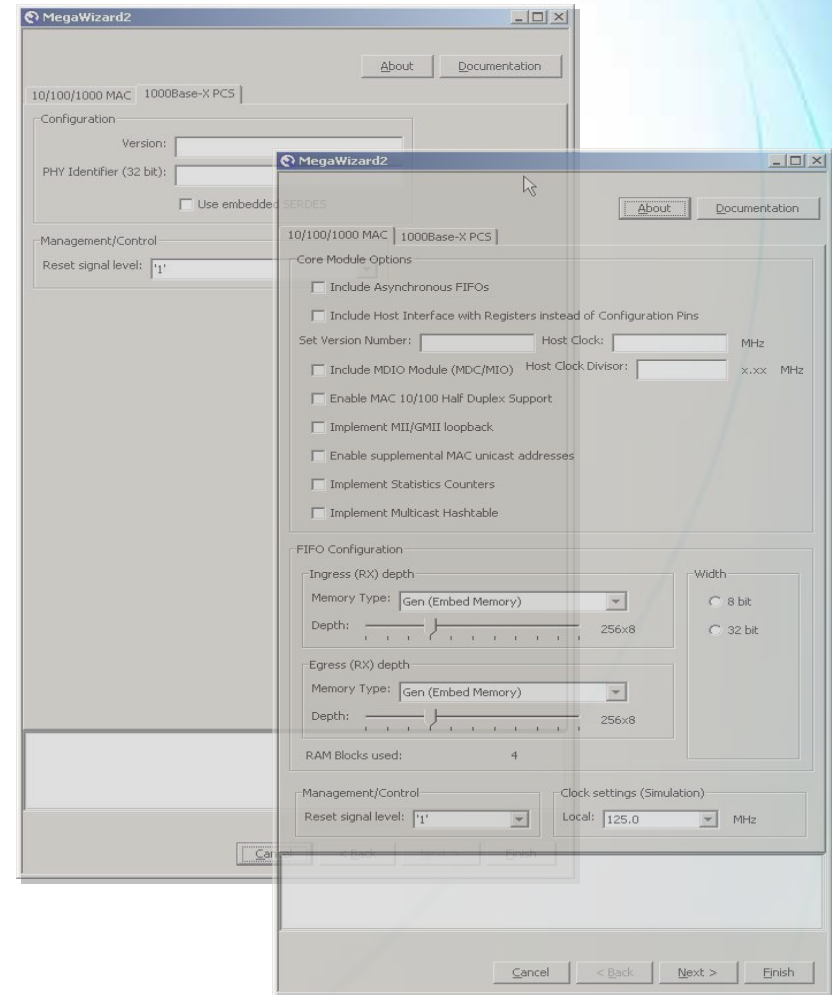 MegaWizard2
About Documentation
10/100/1000 MAC 1000Base-X PCS
Configuration
Version:
PHY Identifier (32 bit):
Use embedded SERDES
Management/Control
Reset signal level: '1'
Cancel < Back Next > Finish
MegaWizard2
About Documentation
10/100/1000 MAC 1000Base-X PCS
Core Module Options
Include Asynchronous FIFOs
Include Host Interface with Registers instead of Configuration Pins
Set Version Number: Host Clock: MHz
Include MDIO Module (MDC/MIO) Host Clock Divisor: x.xx MHz
Enable MAC 10/100 Half Duplex Support
Implement MII/GMII loopback
Enable supplemental MAC unicast addresses
Implement Statistics Counters
Implement Multicast Hashtable
FIFO Configuration
Ingress (RX) depth Width
Memory Type: Gen (Embed Memory) 8 bit
Depth: 256x8 32 bit
Egress (RX) depth
Memory Type: Gen (Embed Memory)
Depth: 256x8
RAM Blocks used: 4
Management/Control Clock settings (Simulation)
Reset signal level: '1' Local: 125.0 MHz
Cancel < Back Next > Finish